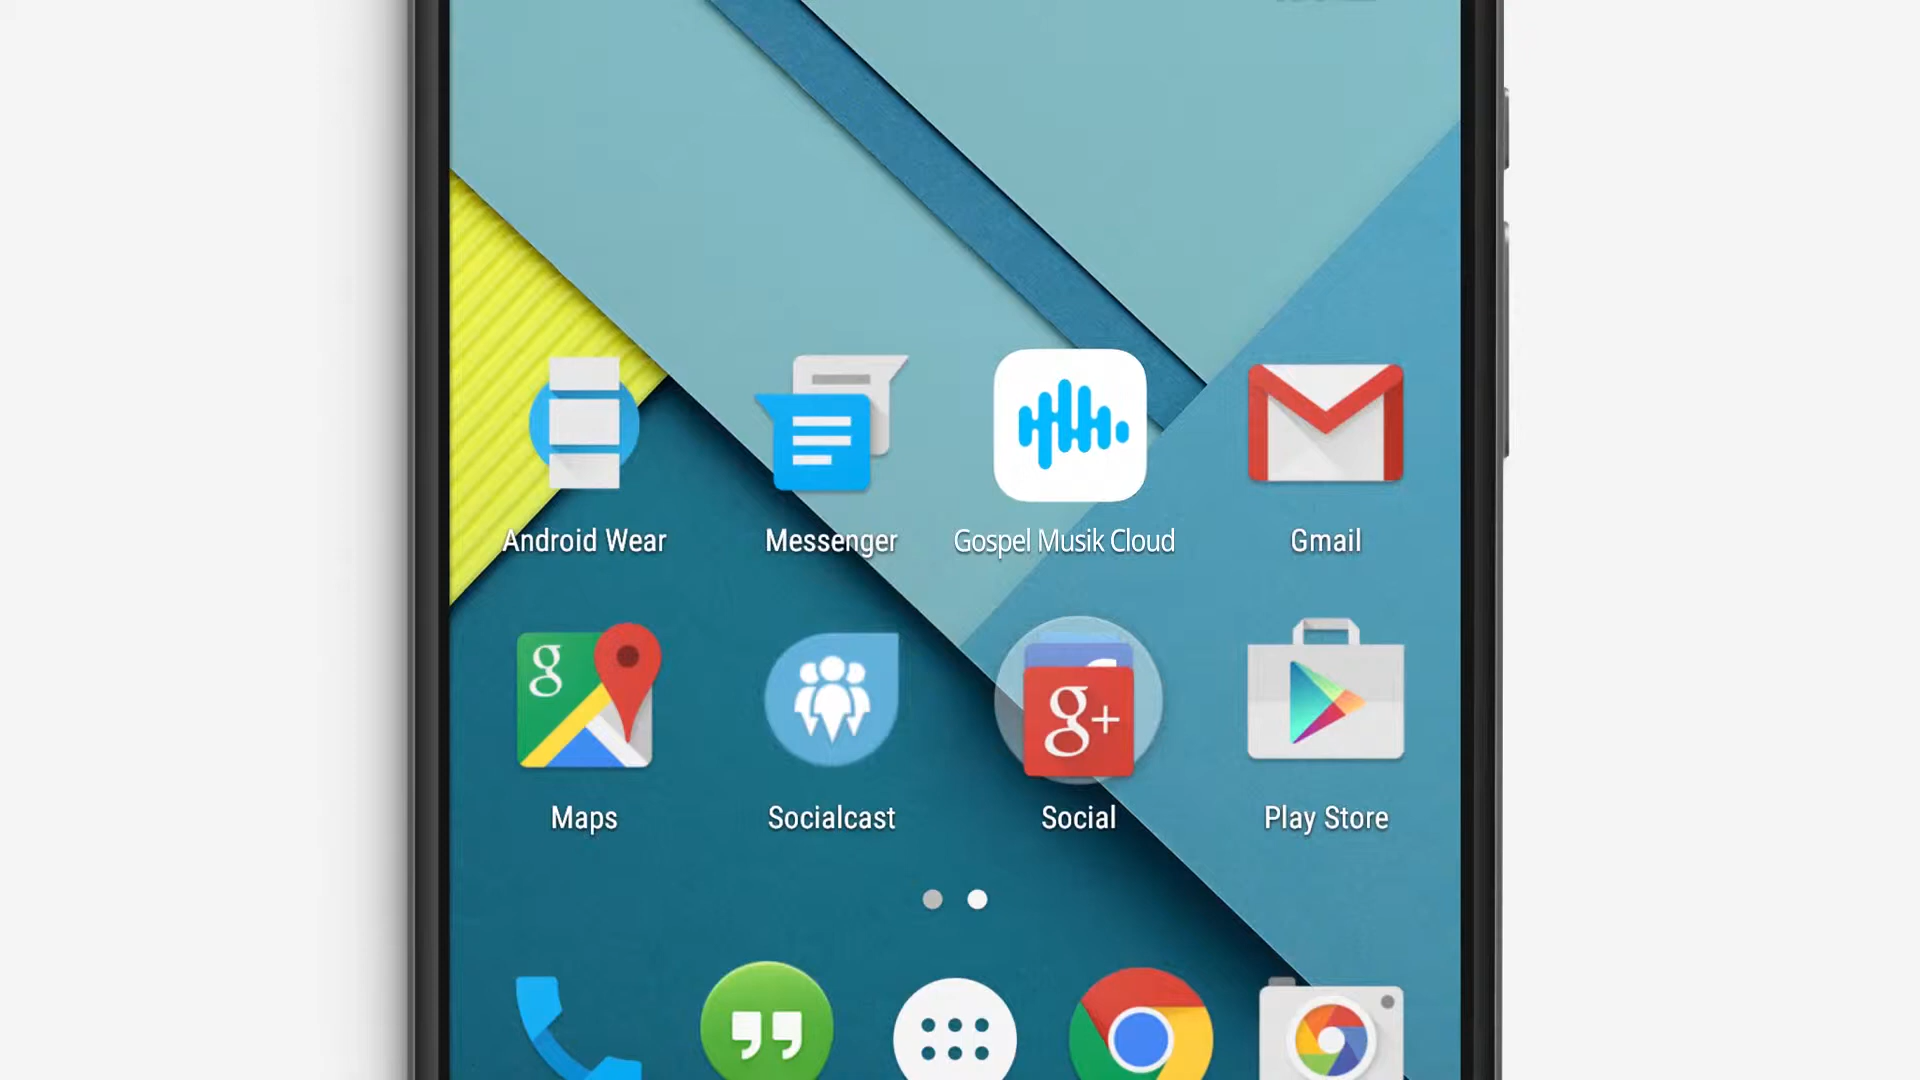 Android Wear
Messenger
Gospel Musik Cloud
Gmail
g
g+
Maps
Socialcast
Social
Play Store